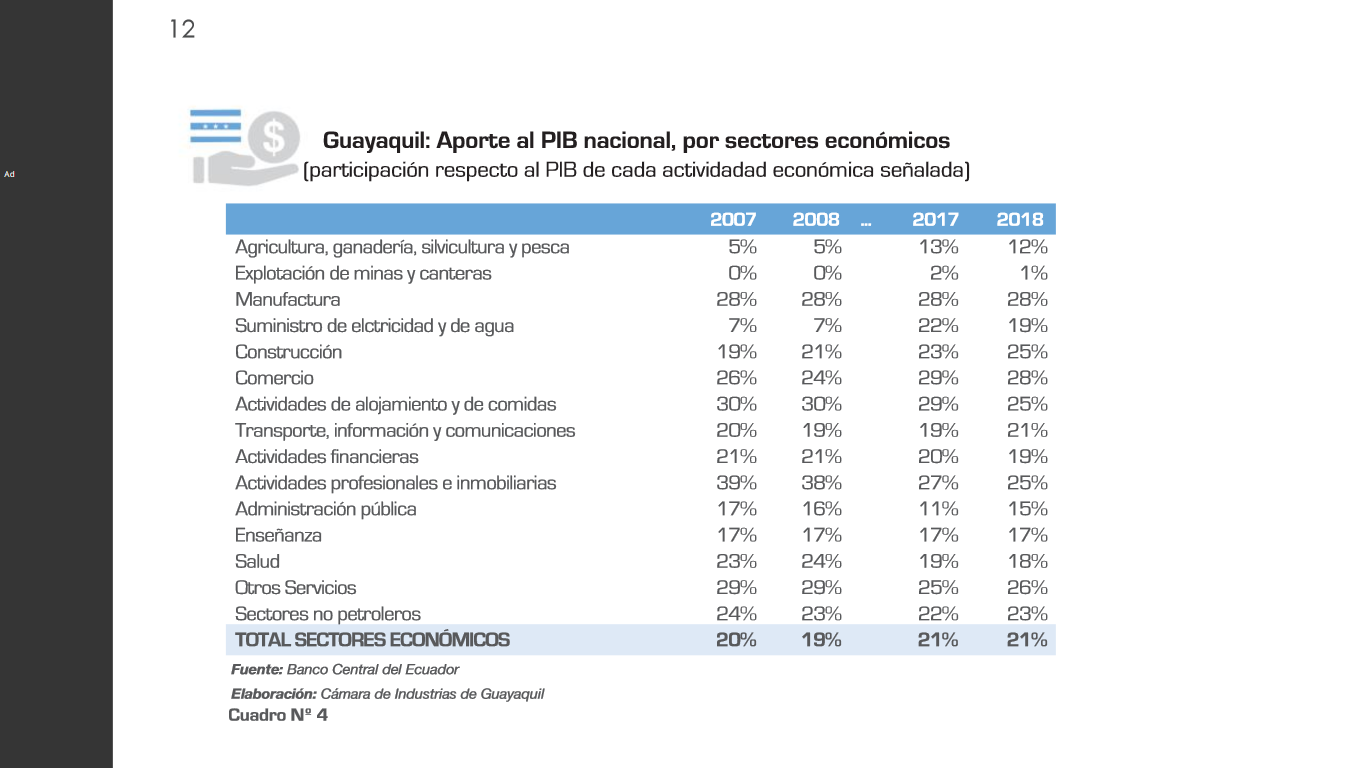 12
Guayaquil: Aporte al PIB nacional, por sectores económicos
(participación respecto al PIB de cada actividadad económica señalada)
2007 2008 ... 2017 2018
Agricultura, ganadería, silvicultura y pesca 5% 5% 13% 12%
Explotación de minas y canteras 0% 0% 2% 1%
Manufactura 28% 28% 28% 28%
Suministro de elctricidad y de agua 7% 7% 22% 19%
Construcción 19% 21% 23% 25%
Comercio 26% 24% 29% 28%
Actividades de alojamiento y de comidas 30% 30% 29% 25%
Transporte, información y comunicaciones 20% 19% 19% 21%
Actividades financieras 21% 21% 20% 19%
Actividades profesionales e inmobiliarias 39% 38% 27% 25%
Administración pública 17% 16% 11% 15%
Enseñanza 17% 17% 17% 17%
Salud 23% 24% 19% 18%
Otros Servicios 29% 29% 25% 26%
Sectores no petroleros 24% 23% 22% 23%
TOTAL SECTORES ECONÓMICOS 20% 19% 21% 21%
Fuente: Banco Central del Ecuador
Elaboración: Cámara de Industrias de Guayaquil
Cuadro Nº 4
Ad
$